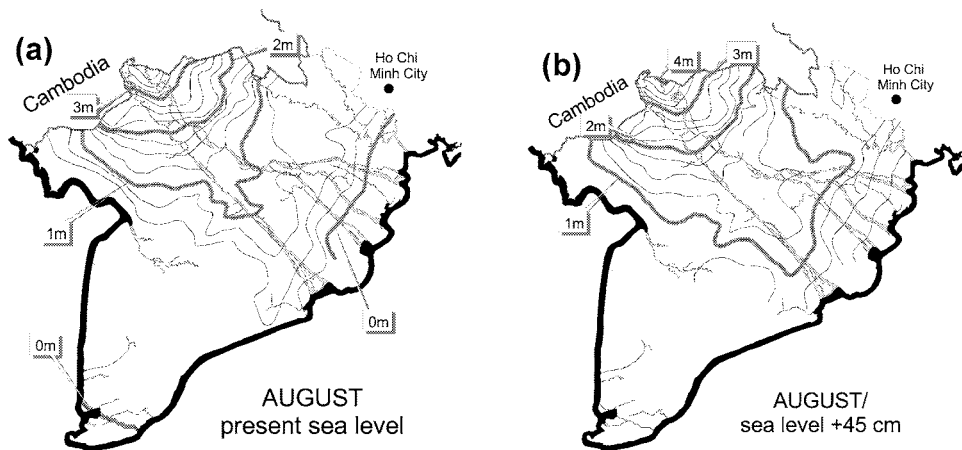 (a)
2m
Ho Chi
Minh City
Cambodia
3m
1m
0m
0m
AUGUST
present sea level
(b)
4m
3m
Ho Chi
Minh City
Cambodia
2m
1m
AUGUST/
sea level +45 cm